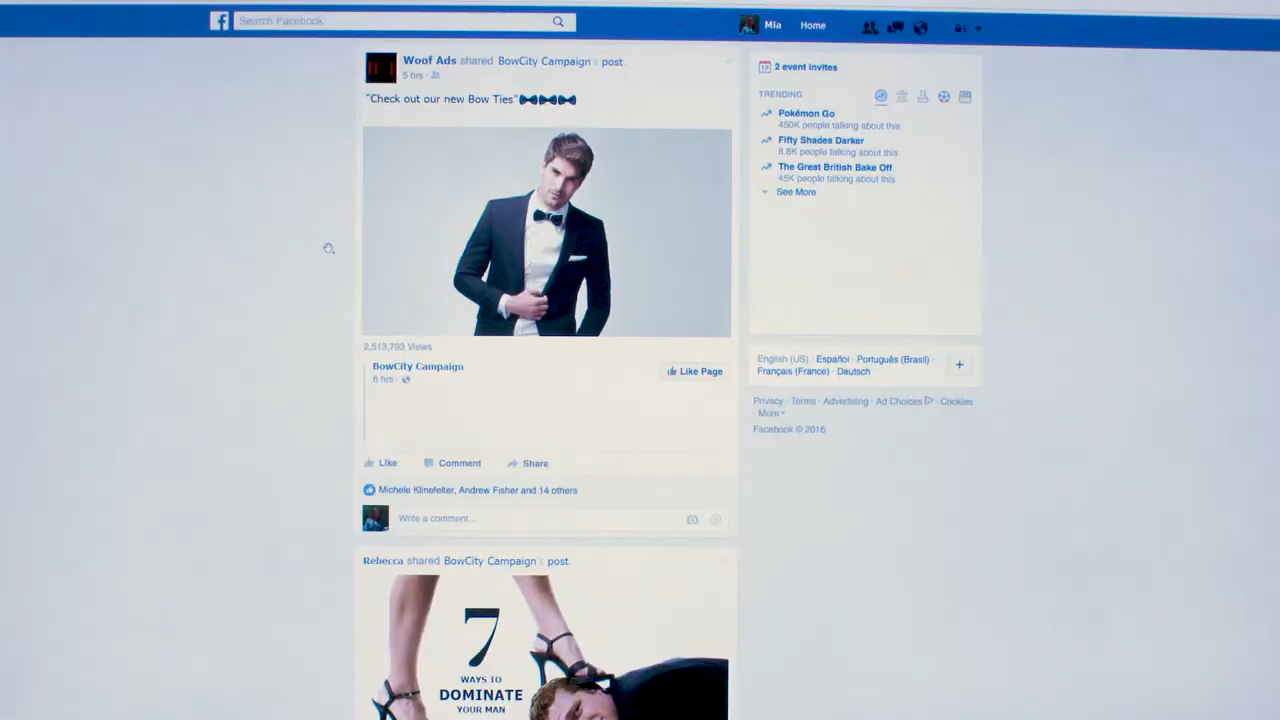 f Search Facebook
Mia Home
Woof Ads shared BowCity Campaign's post.
5 hrs ·
"Check out our new Bow Ties"
2,513,793 Views
BowCity Campaign
6 hrs ·
Like Page
Like Comment Share
Michele Klinefelter, Andrew Fisher and 14 others
Write a comment...
Rebecca shared BowCity Campaign's post.
7
WAYS TO
DOMINATE
YOUR MAN
2 event invites
TRENDING
Pokémon Go
450K people talking about this
Fifty Shades Darker
8.8K people talking about this
The Great British Bake Off
45K people talking about this
See More
English (US) · Español · Português (Brasil) ·
Français (France) · Deutsch
+
Privacy · Terms · Advertising · Ad Choices · Cookies ·
More
Facebook © 2016